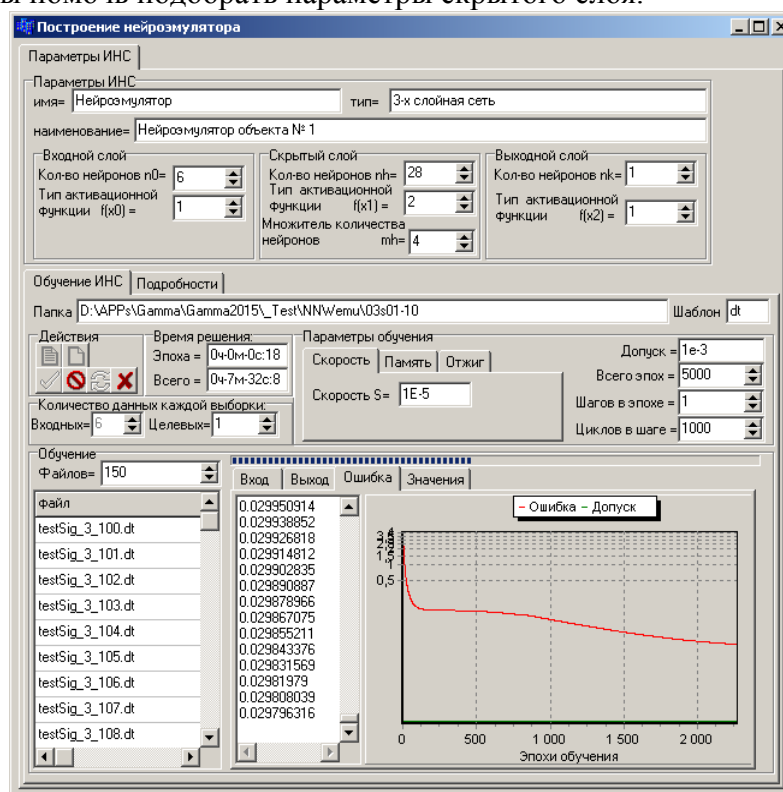 ы помочь подобрать параметры скрытого слоя.
Построение нейроэмулятора
Параметры ИНС
Параметры ИНС
имя= Нейроэмулятор тип= 3-х слойная сеть
наименование= Нейроэмулятор объекта № 1
Входной слой
Кол-во нейронов n0= 6
Тип активационной
функции f(x0) = 1
Скрытый слой
Кол-во нейронов nh= 28
Тип активационной
функции f(x1) = 2
Множитель количества
нейронов mh= 4
Выходной слой
Кол-во нейронов nk= 1
Тип активационной
функции f(x2) = 1
Обучение ИНС Подробности
Папка D:\APPs\Gamma\Gamma2015\_Test\NNWemu\03s01-10 Шаблон dt
Действия
Время решения:
Эпоха = 0ч-0м-0с:18
Всего = 0ч-7м-32с:8
Количество данных каждой выборки:
Входных= 6 Целевых= 1
Параметры обучения
Скорость Память Отжиг
Скорость S= 1E-5
Допуск = 1e-3
Всего эпох = 5000
Шагов в эпохе = 1
Циклов в шаге = 1000
Обучение
Файлов= 150
файл
testSig_3_100.dt
testSig_3_101.dt
testSig_3_102.dt
testSig_3_103.dt
testSig_3_104.dt
testSig_3_105.dt
testSig_3_106.dt
testSig_3_107.dt
testSig_3_108.dt
Вход Выход Ошибка Значения
0.029950914
0.029938852
0.029926818
0.029914812
0.029902835
0.029890887
0.029878966
0.029867075
0.029855211
0.029843376
0.029831569
0.02981979
0.029808039
0.029796316
Ошибка Допуск
4
1,5
1
0,5
0 500 1 000 1 500 2 000
Эпохи обучения